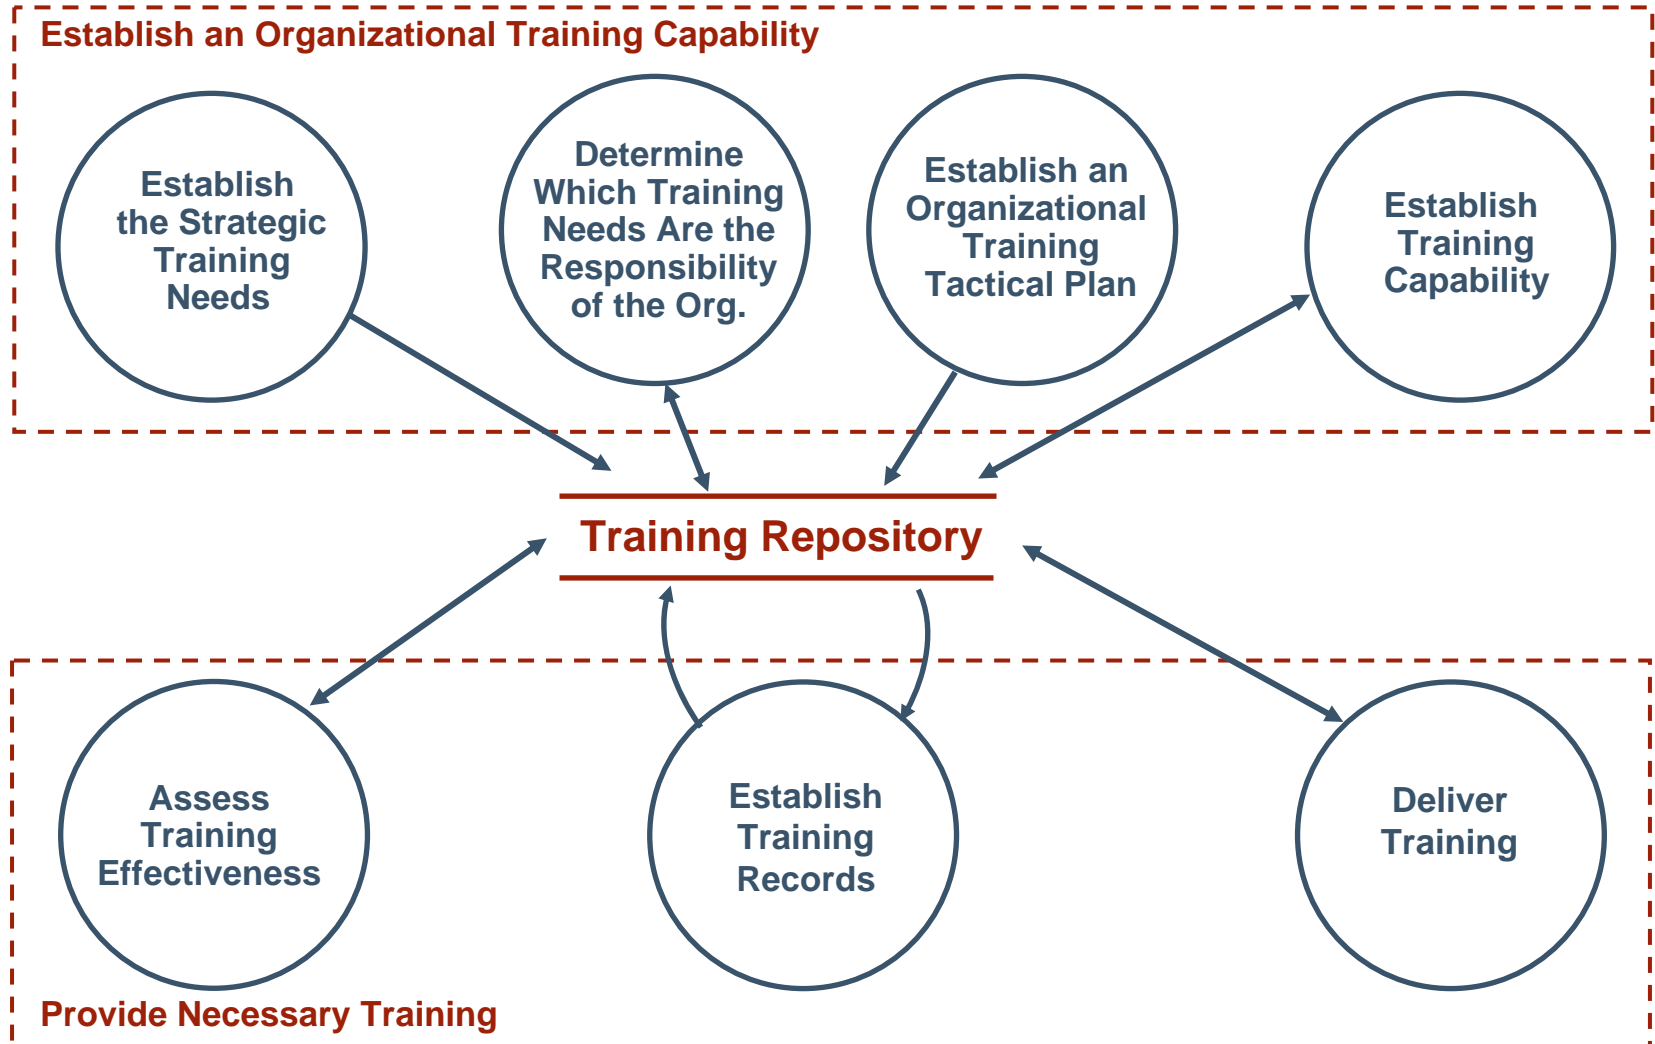 Establish an Organizational Training Capability
Establish
the Strategic
Training
Needs
Determine
Which Training
Needs Are the
Responsibility
of the Org.
Establish an
Organizational
Training
Tactical Plan
Establish
Training
Capability
Training Repository
Assess
Training
Effectiveness
Establish
Training
Records
Deliver
Training
Provide Necessary Training